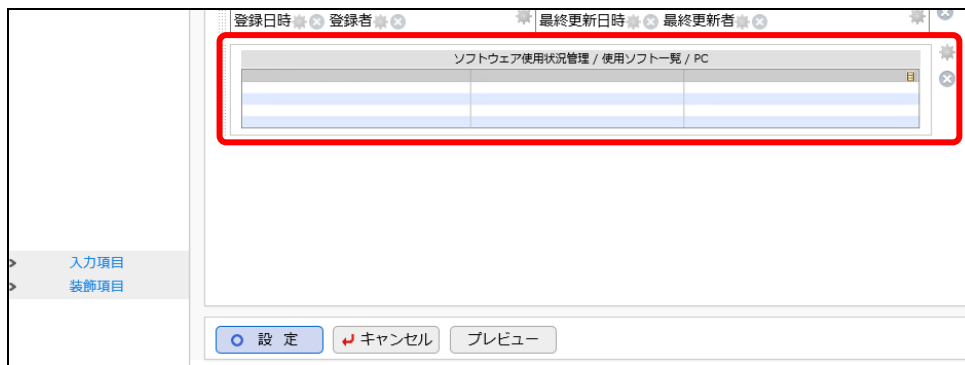 登録日時 登録者 最終更新日時 最終更新者
ソフトウェア使用状況管理 / 使用ソフト一覧 / PC
入力項目
装飾項目
設 定 キャンセル プレビュー